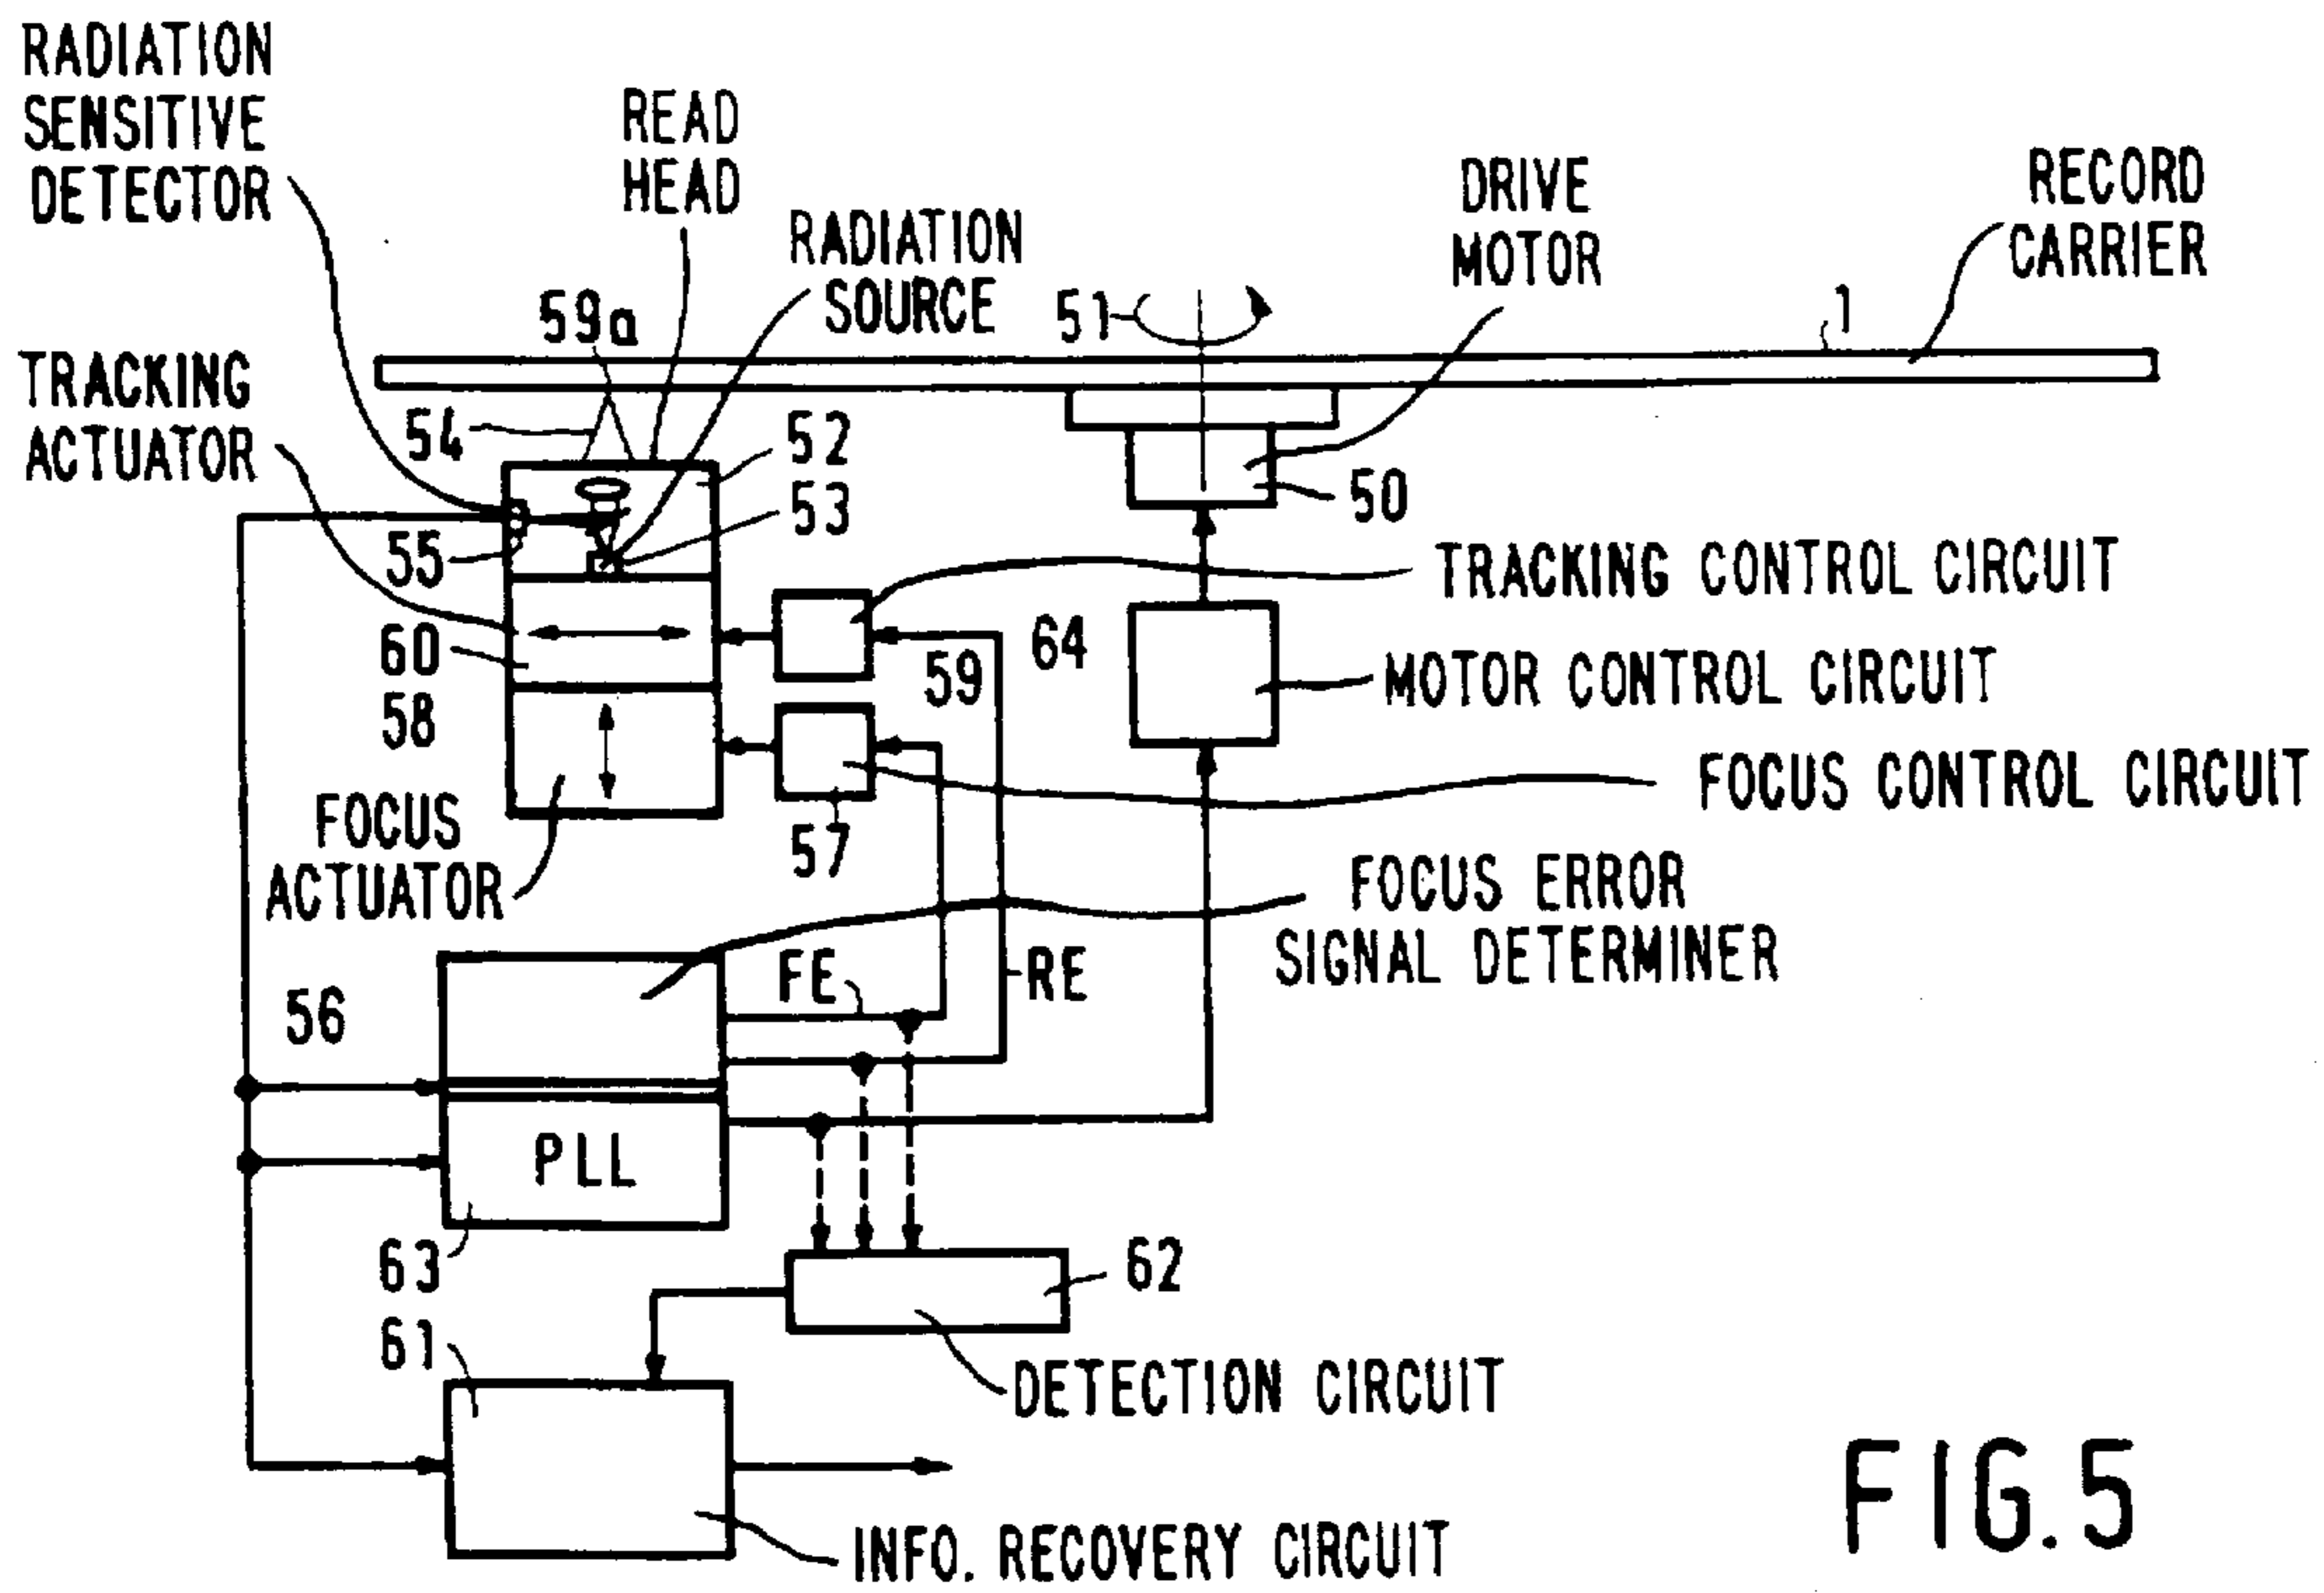 RADIATION
SENSITIVE
DETECTOR
READ
HEAD
RADIATION
SOURCE
DRIVE
MOTOR
RECORD
CARRIER
59a
51
1
TRACKING
ACTUATOR
54
52
53
50
55
TRACKING CONTROL CIRCUIT
60
59
64
MOTOR CONTROL CIRCUIT
58
FOCUS CONTROL CIRCUIT
FOCUS
ACTUATOR
57
FOCUS ERROR
SIGNAL DETERMINER
FE
RE
56
PLL
63
62
61
DETECTION CIRCUIT
INFO. RECOVERY CIRCUIT
FIG. 5